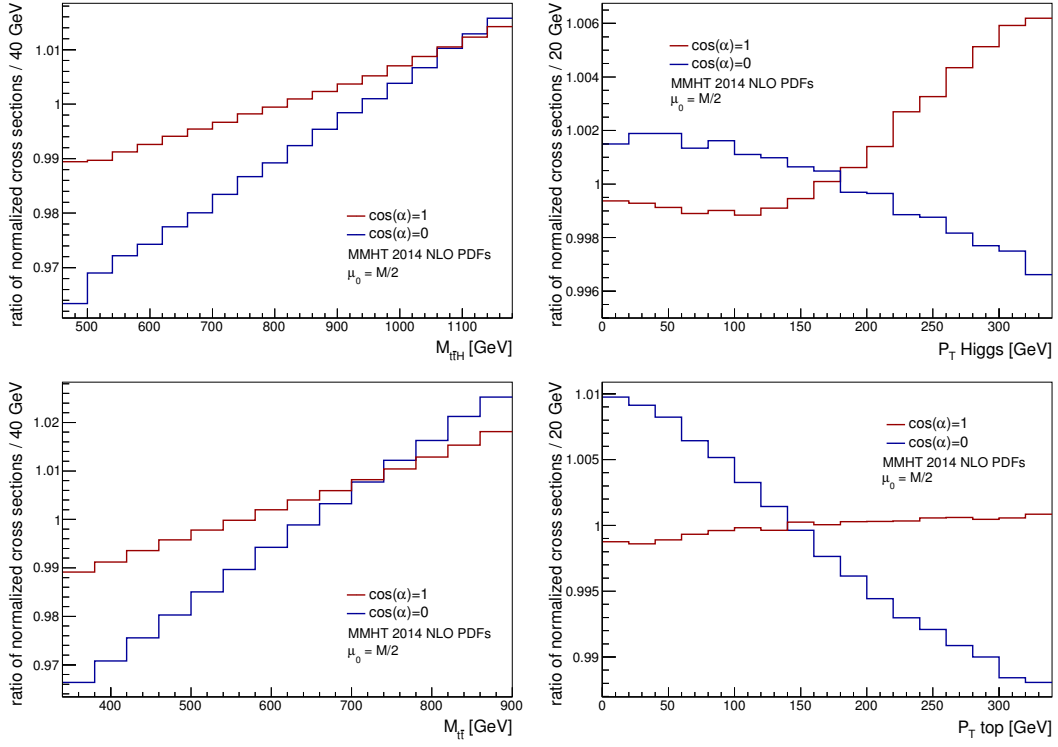 ratio of normalized cross sections / 40 GeV
1.01
1
0.99
0.98
0.97
cos(α)=1
cos(α)=0
MMHT 2014 NLO PDFs
μ0 = M/2
500 600 700 800 900 1000 1100
M_tt̄H [GeV]
ratio of normalized cross sections / 20 GeV
1.006
1.004
1.002
1
0.998
0.996
cos(α)=1
cos(α)=0
MMHT 2014 NLO PDFs
μ0 = M/2
0 50 100 150 200 250 300
P_T Higgs [GeV]
ratio of normalized cross sections / 40 GeV
1.02
1.01
1
0.99
0.98
0.97
cos(α)=1
cos(α)=0
MMHT 2014 NLO PDFs
μ0 = M/2
400 500 600 700 800 900
M_tt̄ [GeV]
ratio of normalized cross sections / 20 GeV
1.01
1.005
1
0.995
0.99
cos(α)=1
cos(α)=0
MMHT 2014 NLO PDFs
μ0 = M/2
0 50 100 150 200 250 300
P_T top [GeV]